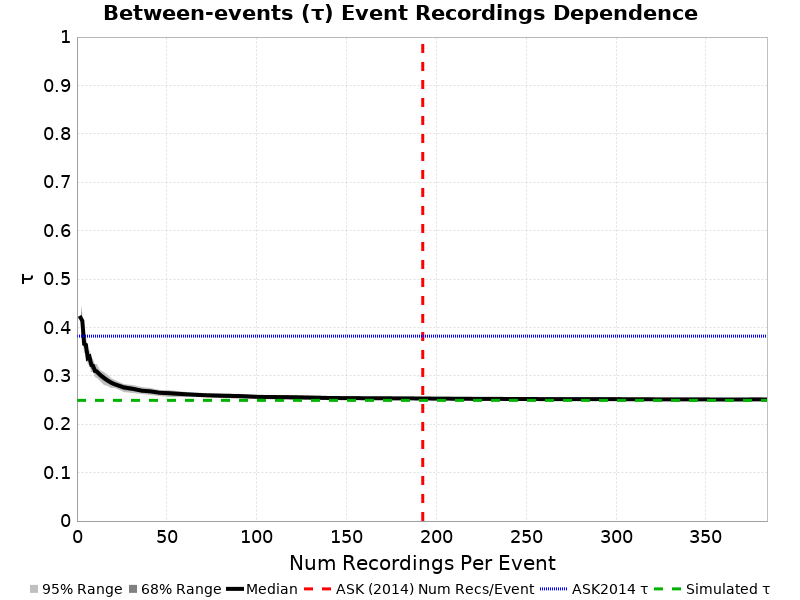 Between-events (τ) Event Recordings Dependence
1
0.9
0.8
0.7
0.6
0.5
0.4
0.3
0.2
0.1
0
τ
0 50 100 150 200 250 300 350
Num Recordings Per Event
95% Range 68% Range Median ASK (2014) Num Recs/Event ASK2014 τ Simulated τ